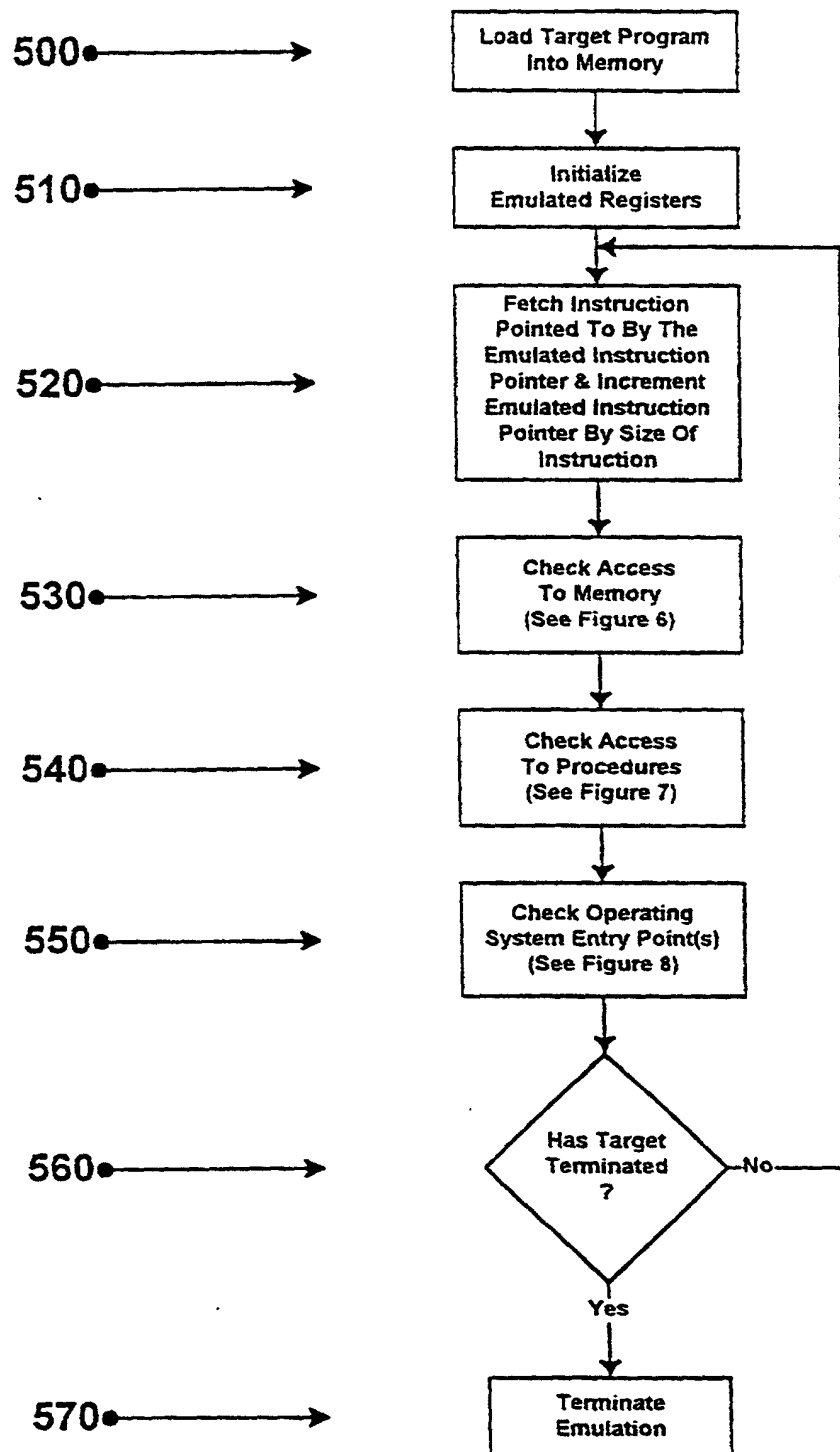 500
Load Target Program
Into Memory
510
Initialize
Emulated Registers
520
Fetch Instruction
Pointed To By The
Emulated Instruction
Pointer & Increment
Emulated Instruction
Pointer By Size Of
Instruction
530
Check Access
To Memory
(See Figure 6)
540
Check Access
To Procedures
(See Figure 7)
550
Check Operating
System Entry Point(s)
(See Figure 8)
560
Has Target
Terminated
?
No
Yes
570
Terminate
Emulation